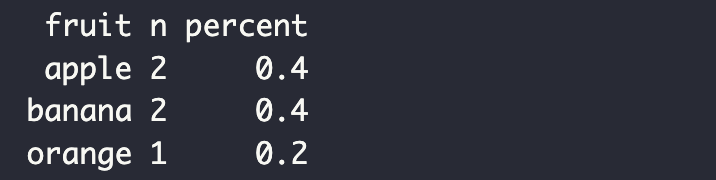 fruit n percent
apple 2 0.4
banana 2 0.4
orange 1 0.2